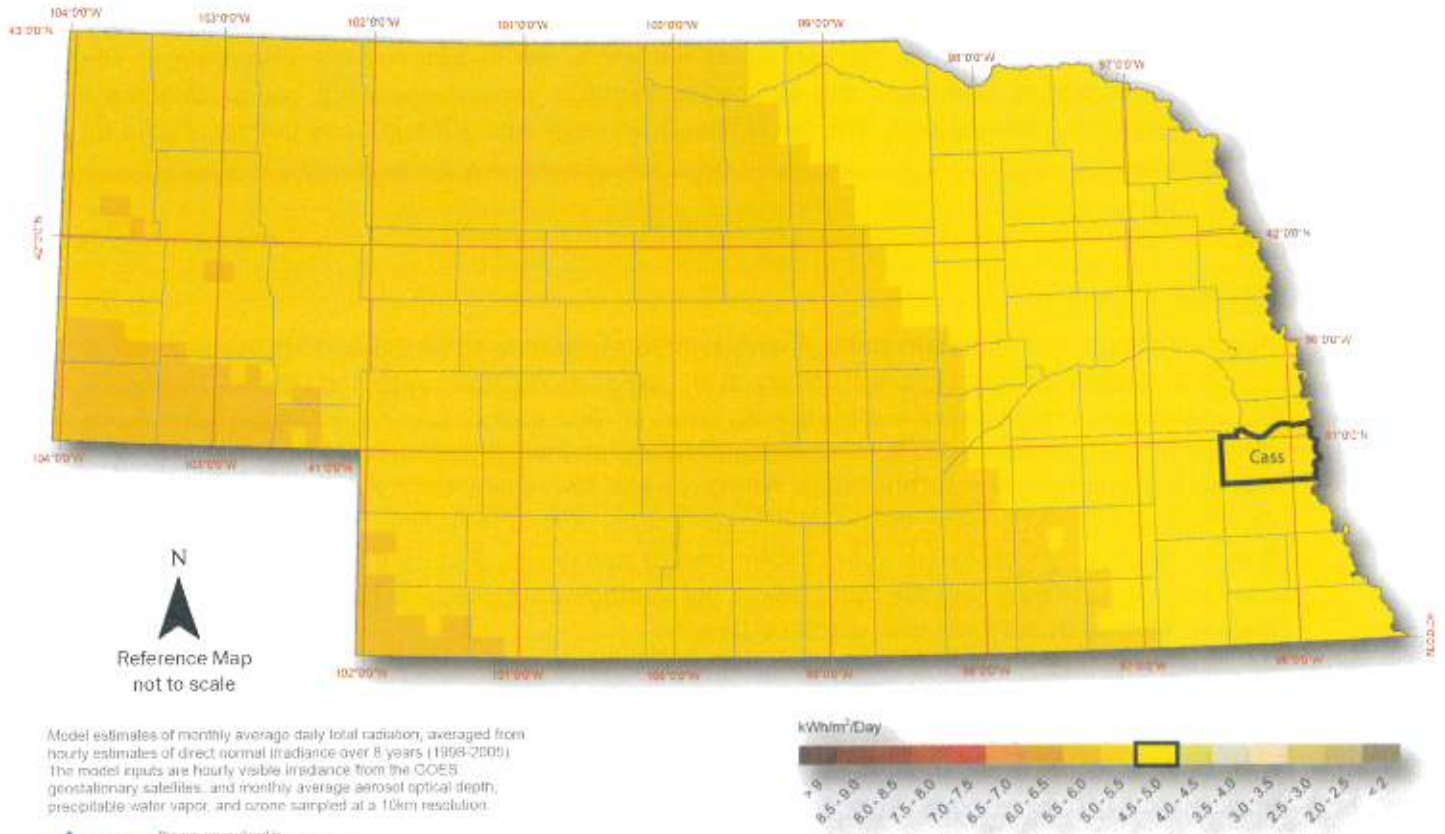 104°0'0"W
103°0'0"W
102°0'0"W
101°0'0"W
100°0'0"W
99°0'0"W
98°0'0"W
97°0'0"W
43°0'0"N
42°0'0"N
42°0'0"N
96°0'0"W
41°0'0"N
Cass
104°0'0"W
103°0'0"W
41°0'0"N
102°0'0"W
101°0'0"W
100°0'0"W
99°0'0"W
98°0'0"W
97°0'0"W
96°0'0"W
N
Reference Map
not to scale
Model estimates of monthly average daily total radiation, averaged from
hourly estimates of direct normal irradiance over 8 years (1998-2005)
The model inputs are hourly visible irradiance from the GOES
geostationary satellites, and monthly average aerosol optical depth,
precipitable water vapor, and ozone sampled at a 10km resolution.
kWh/m²/Day
> 9
8.5 - 9.0
8.0 - 8.5
7.5 - 8.0
7.0 - 7.5
6.5 - 7.0
6.0 - 6.5
5.5 - 6.0
5.0 - 5.5
4.5 - 5.0
4.0 - 4.5
3.5 - 4.0
3.0 - 3.5
2.5 - 3.0
2.0 - 2.5
< 2